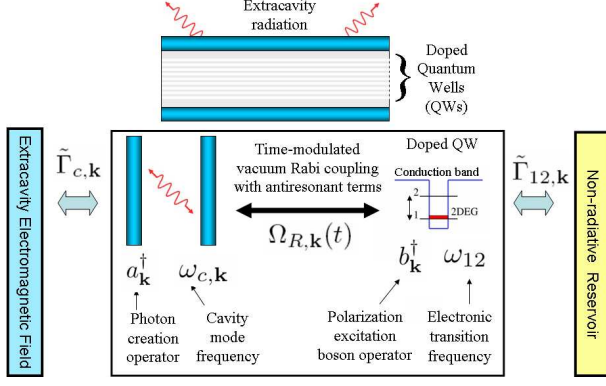 Extracavity
radiation
Doped
Quantum
Wells
(QWs)
Extracavity Electromagnetic Field
Γ̃c,k
Time-modulated
vacuum Rabi coupling
with antiresonant terms
ΩR,k(t)
Doped QW
Conduction band
2
1
2DEG
Γ̃12,k
Non-radiative Reservoir
a†k
ωc,k
b†k
ω12
Photon
creation
operator
Cavity
mode
frequency
Polarization
excitation
boson operator
Electronic
transition
frequency